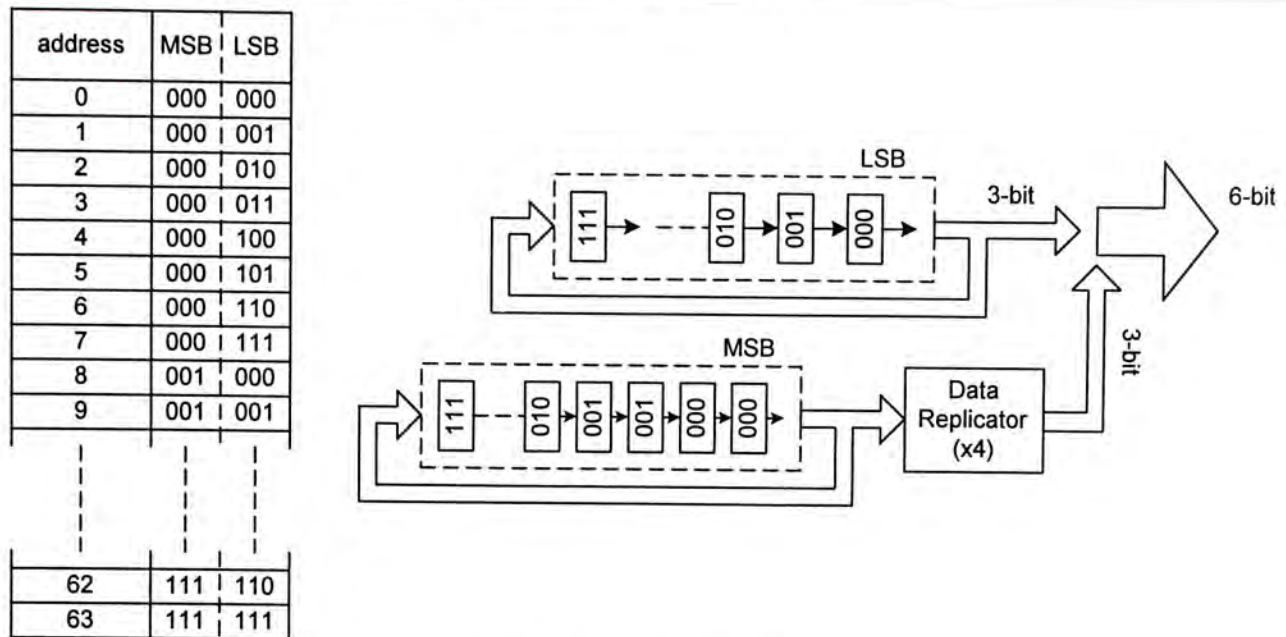 address MSB LSB
0 000 000
1 000 001
2 000 010
3 000 011
4 000 100
5 000 101
6 000 110
7 000 111
8 001 000
9 001 001
62 111 110
63 111 111
LSB
111 010 001 000
3-bit
6-bit
MSB
111 010 001 001 000 000
Data
Replicator
(x4)
3-bit